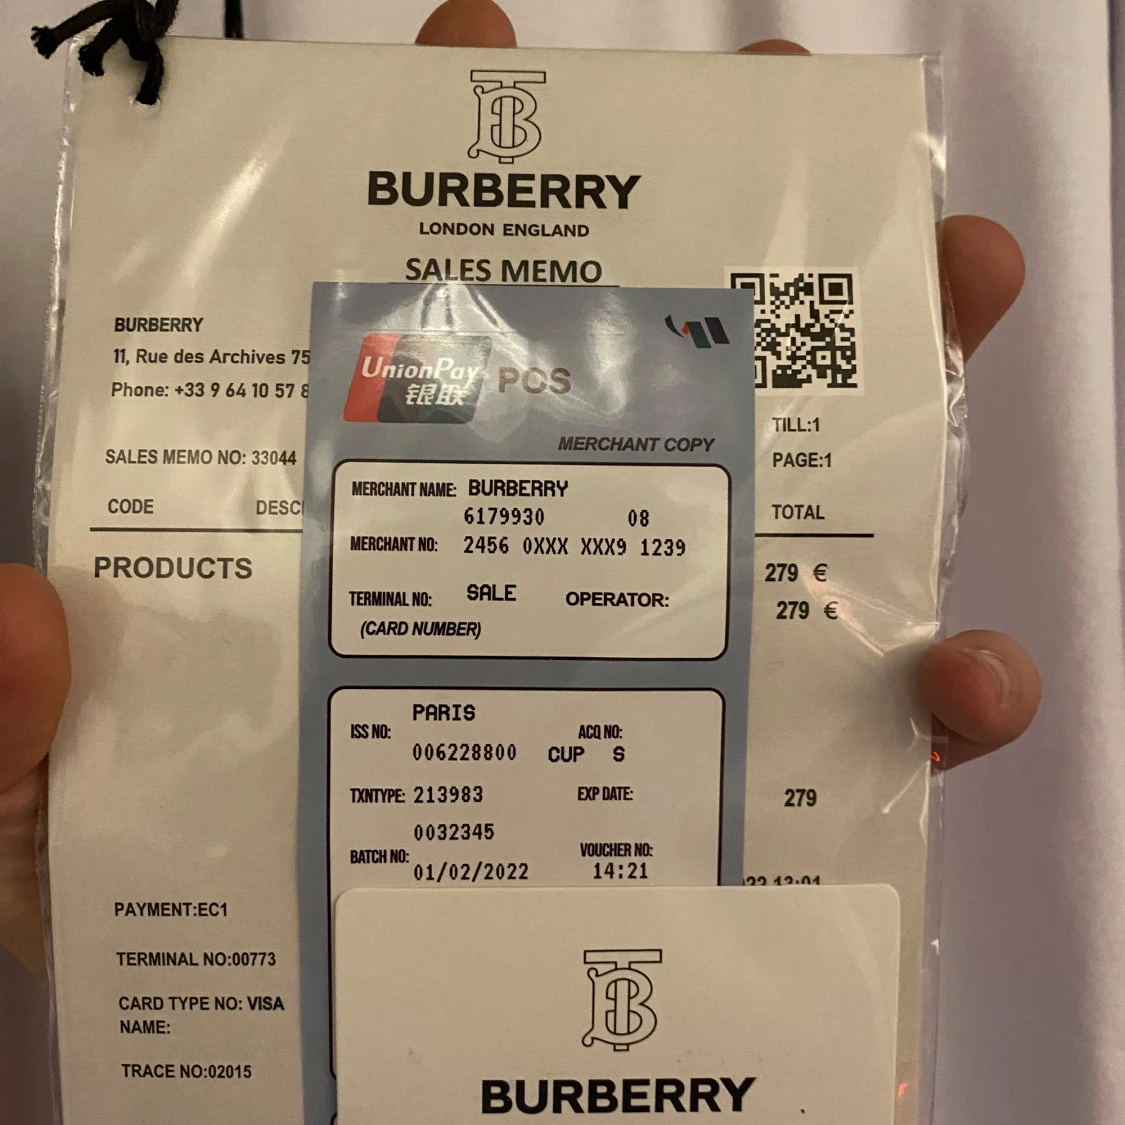 BURBERRY
LONDON ENGLAND
SALES MEMO
BURBERRY
11, Rue des Archives 75
Phone: +33 9 64 10 57 8
TILL:1
SALES MEMO NO: 33044
PAGE:1
CODE
TOTAL
PRODUCTS
279 €
279 €
279
PAYMENT:EC1
TERMINAL NO:00773
CARD TYPE NO: VISA
NAME:
TRACE NO:02015
UnionPay
银联
POS
MERCHANT COPY
MERCHANT NAME: BURBERRY
6179930 08
MERCHANT NO: 2456 0XXX XXX9 1239
TERMINAL NO: SALE OPERATOR:
(CARD NUMBER)
PARIS
ISS NO: ACQ NO:
006228800 CUP S
TXNTYPE: 213983 EXP DATE:
0032345
BATCH NO: VOUCHER NO:
01/02/2022 14:21
BURBERRY